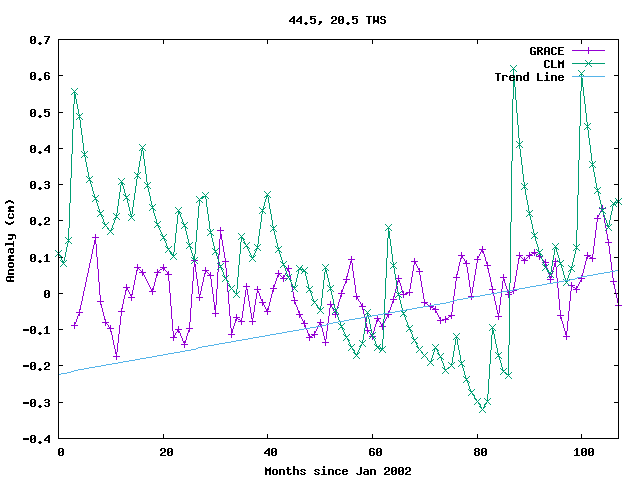 44.5, 20.5 TWS
GRACE
CLM
Trend Line
0.7
0.6
0.5
0.4
0.3
0.2
0.1
0
-0.1
-0.2
-0.3
-0.4
Anomaly (cm)
0 20 40 60 80 100
Months since Jan 2002